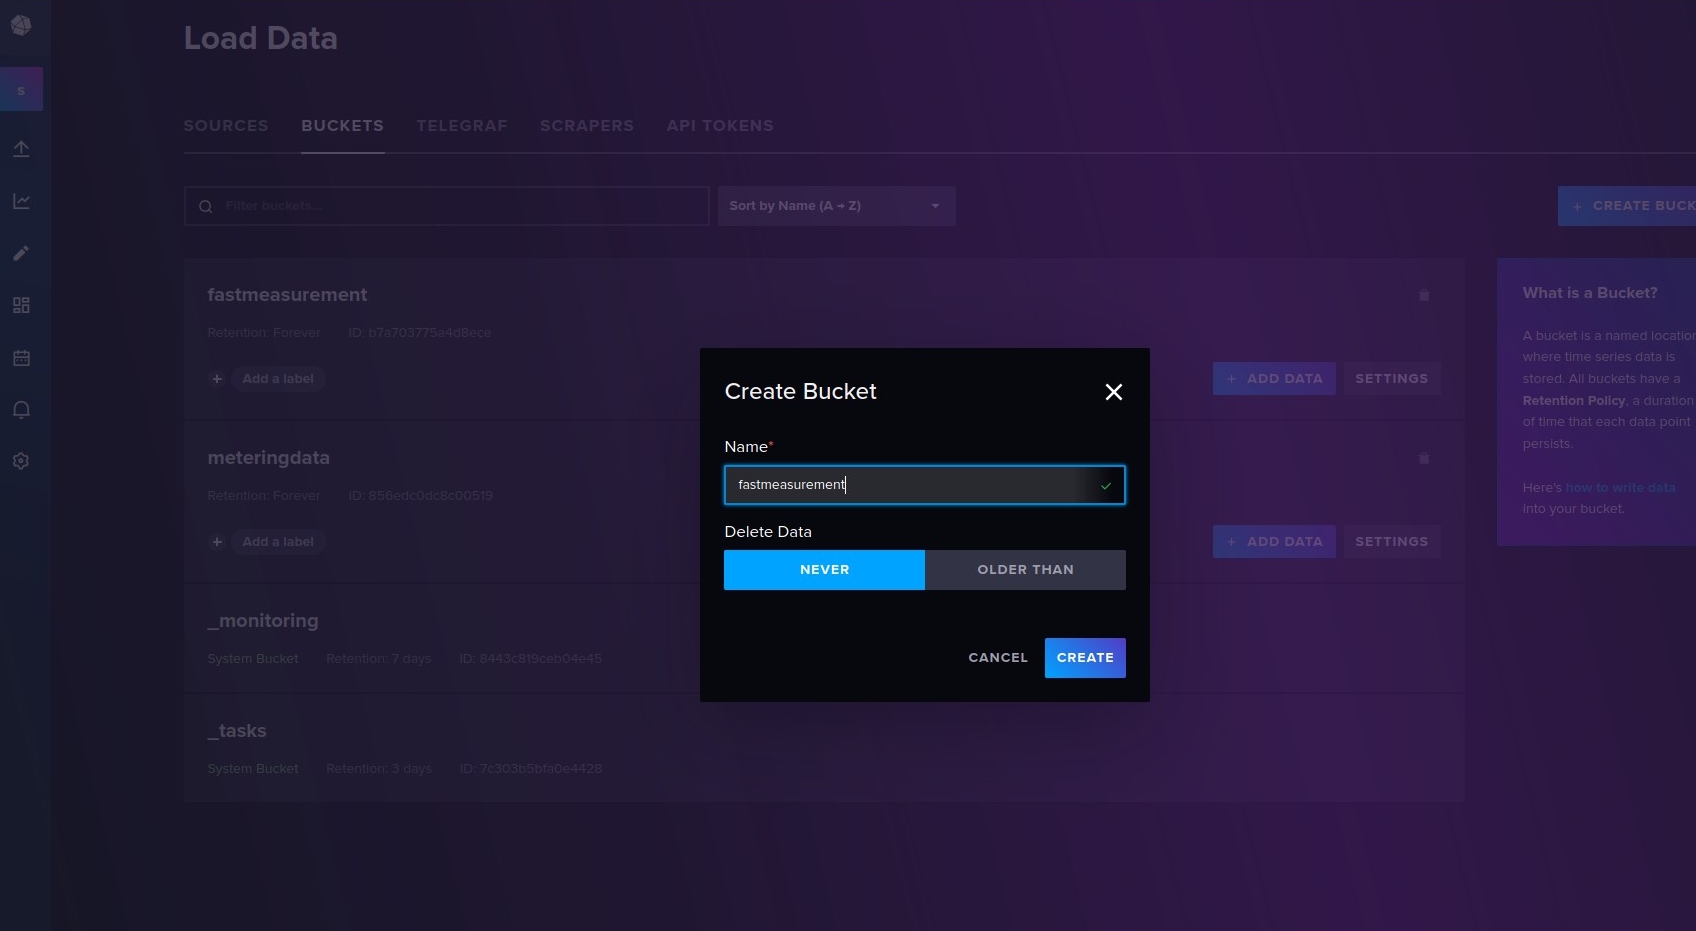 Load Data
S
SOURCES BUCKETS TELEGRAF SCRAPERS API TOKENS
Filter buckets...
Sort by Name (A → Z)
+ CREATE BUCK
fastmeasurement
Retention: Forever ID: b7a703775a4d8ece
+ Add a label
+ ADD DATA SETTINGS
meteringdata
Retention: Forever ID: 856edc0dc8c00519
+ Add a label
+ ADD DATA SETTINGS
_monitoring
System Bucket Retention: 7 days ID: 8443c819ceb04e45
_tasks
System Bucket Retention: 3 days ID: 7c303b5bfa0e4428
What is a Bucket?
A bucket is a named location
where time series data is
stored. All buckets have a
Retention Policy, a duration
of time that each data point
persists.
Here's how to write data
into your bucket.
Create Bucket
Name*
fastmeasurement
Delete Data
NEVER OLDER THAN
CANCEL CREATE